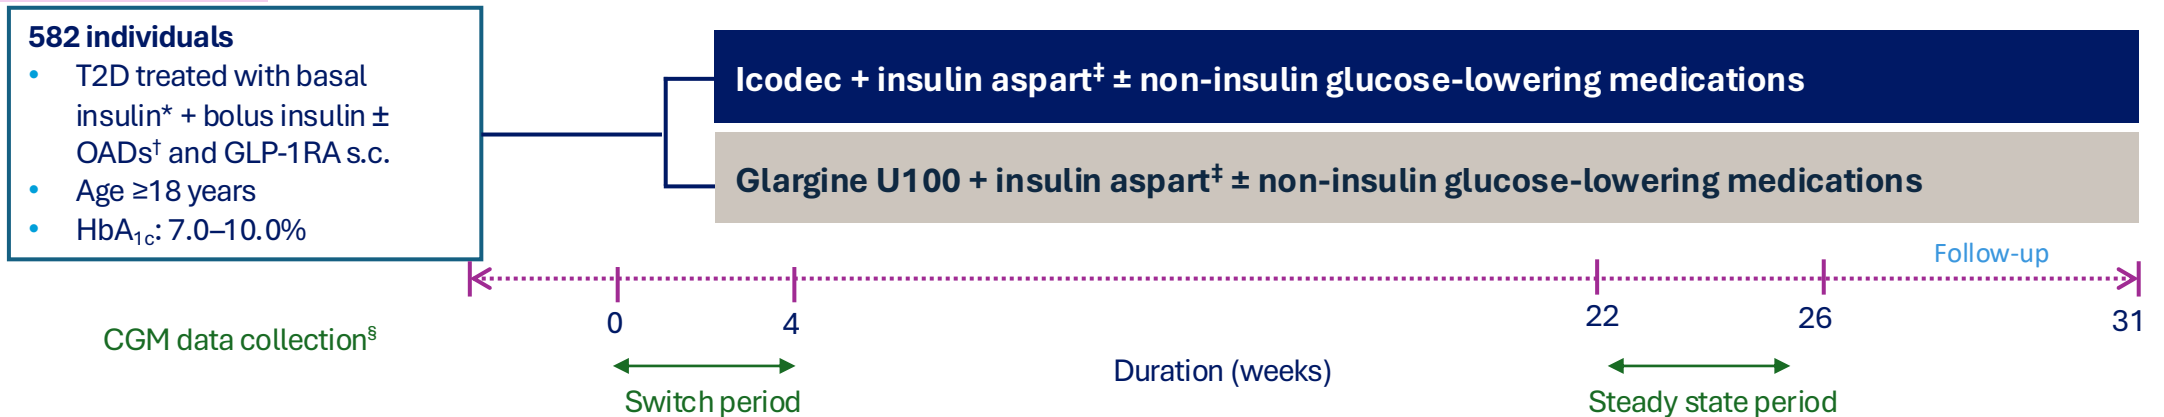 582 individuals
• T2D treated with basal
insulin* + bolus insulin ±
OADs† and GLP-1RA s.c.
• Age ≥18 years
• HbA1c: 7.0–10.0%
Icodec + insulin aspart‡ ± non-insulin glucose-lowering medications
Glargine U100 + insulin aspart‡ ± non-insulin glucose-lowering medications
Follow-up
0 4 22 26 31
CGM data collection§
Duration (weeks)
Switch period Steady state period